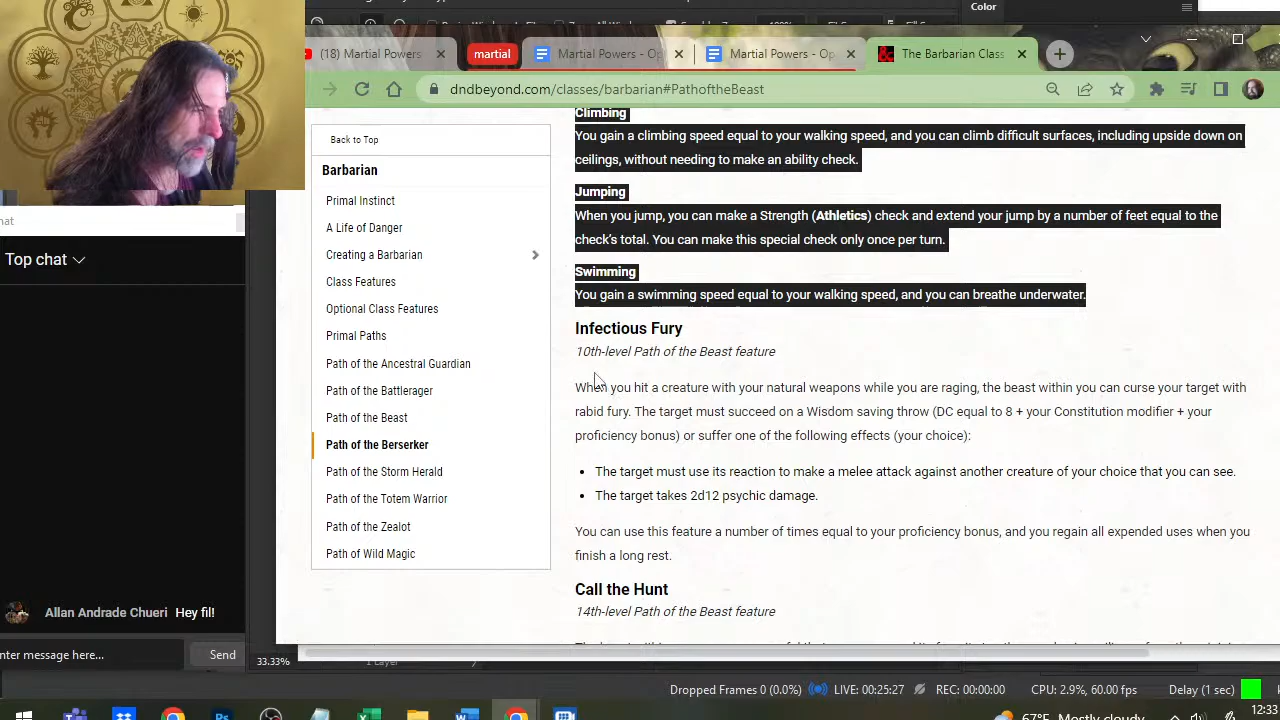 Color
(18) Martial Powers
martial
Martial Powers - Op
Martial Powers - Op
The Barbarian Class
dndbeyond.com/classes/barbarian#PathoftheBeast
Back to Top
Barbarian
Primal Instinct
A Life of Danger
Creating a Barbarian
Class Features
Optional Class Features
Primal Paths
Path of the Ancestral Guardian
Path of the Battlerager
Path of the Beast
Path of the Berserker
Path of the Storm Herald
Path of the Totem Warrior
Path of the Zealot
Path of Wild Magic
Climbing
You gain a climbing speed equal to your walking speed, and you can climb difficult surfaces, including upside down on
ceilings, without needing to make an ability check.
Jumping
When you jump, you can make a Strength (Athletics) check and extend your jump by a number of feet equal to the
check's total. You can make this special check only once per turn.
Swimming
You gain a swimming speed equal to your walking speed, and you can breathe underwater.
Infectious Fury
10th-level Path of the Beast feature
When you hit a creature with your natural weapons while you are raging, the beast within you can curse your target with
rabid fury. The target must succeed on a Wisdom saving throw (DC equal to 8 + your Constitution modifier + your
proficiency bonus) or suffer one of the following effects (your choice):
The target must use its reaction to make a melee attack against another creature of your choice that you can see.
The target takes 2d12 psychic damage.
You can use this feature a number of times equal to your proficiency bonus, and you regain all expended uses when you
finish a long rest.
Call the Hunt
14th-level Path of the Beast feature
hat
Top chat
Allan Andrade Chueri Hey fil!
nter message here...
Send
33.33%
1 Layer
Dropped Frames 0 (0.0%)
LIVE: 00:25:27
REC: 00:00:00
CPU: 2.9%, 60.00 fps
Delay (1 sec)
67°F Mostly cloudy
12:33